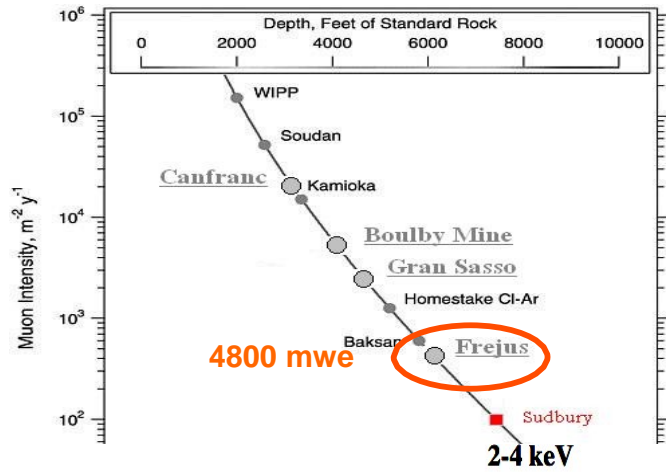 Depth, Feet of Standard Rock
0 2000 4000 6000 8000 10000
10⁶
10⁵
10⁴
10³
10²
Muon Intensity, m⁻² y⁻¹
WIPP
Soudan
Canfranc
Kamioka
Boulby Mine
Gran Sasso
Homestake Cl-Ar
Baksan
4800 mwe
Frejus
Sudbury
2-4 keV